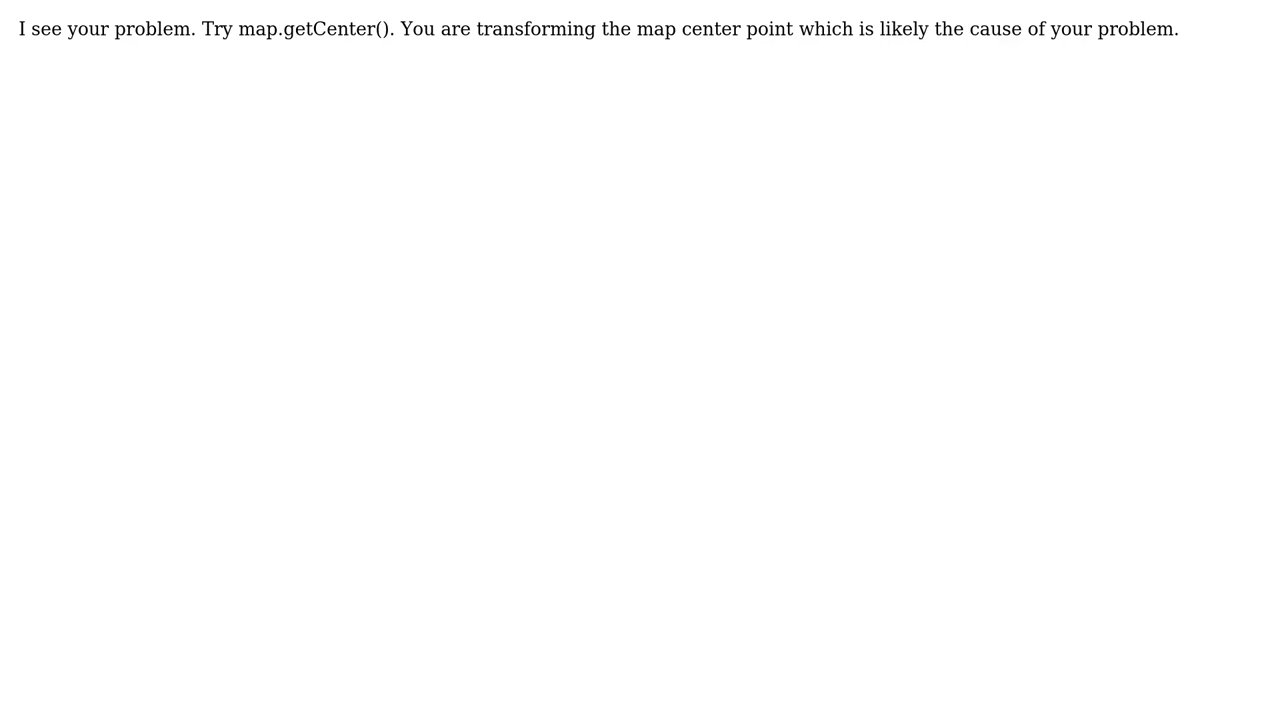 I see your problem. Try map.getCenter(). You are transforming the map center point which is likely the cause of your problem.